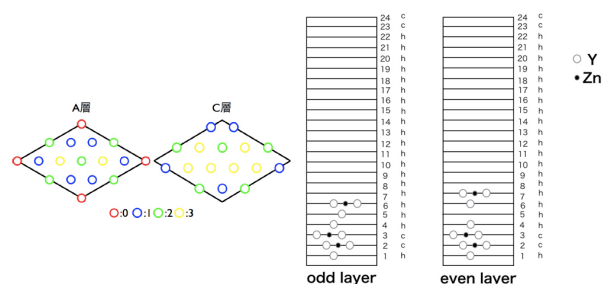 A層
C層
:0 :1 :2 :3
24 c
23 c
22 h
21 h
20 h
19 h
18 h
17 h
16 h
15 h
14 h
13 h
12 h
11 h
10 h
9 h
8 h
7 h
6 h
5 h
4 h
3 c
2 c
1 h
odd layer
24 c
23 c
22 h
21 h
20 h
19 h
18 h
17 h
16 h
15 h
14 h
13 h
12 h
11 h
10 h
9 h
8 h
7 h
6 h
5 h
4 h
3 c
2 c
1 h
even layer
Y
Zn